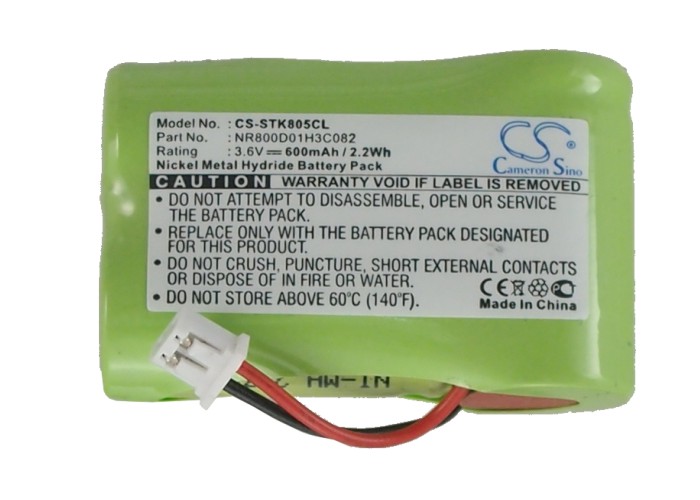 Model No. : CS-STK805CL
Part No. : NR800D01H3C082
Rating : 3.6V 600mAh / 2.2Wh
Nickel Metal Hydride Battery Pack
CS
Cameron Sino
CAUTION WARRANTY VOID IF LABEL IS REMOVED
• DO NOT ATTEMPT TO DISASSEMBLE, OPEN OR SERVICE
THE BATTERY PACK.
• REPLACE ONLY WITH THE BATTERY PACK DESIGNATED
FOR THIS PRODUCT.
• DO NOT CRUSH, PUNCTURE, SHORT EXTERNAL CONTACTS
OR DISPOSE OF IN FIRE OR WATER.
• DO NOT STORE ABOVE 60°C (140°F).
CE
Made In China
NI-MH